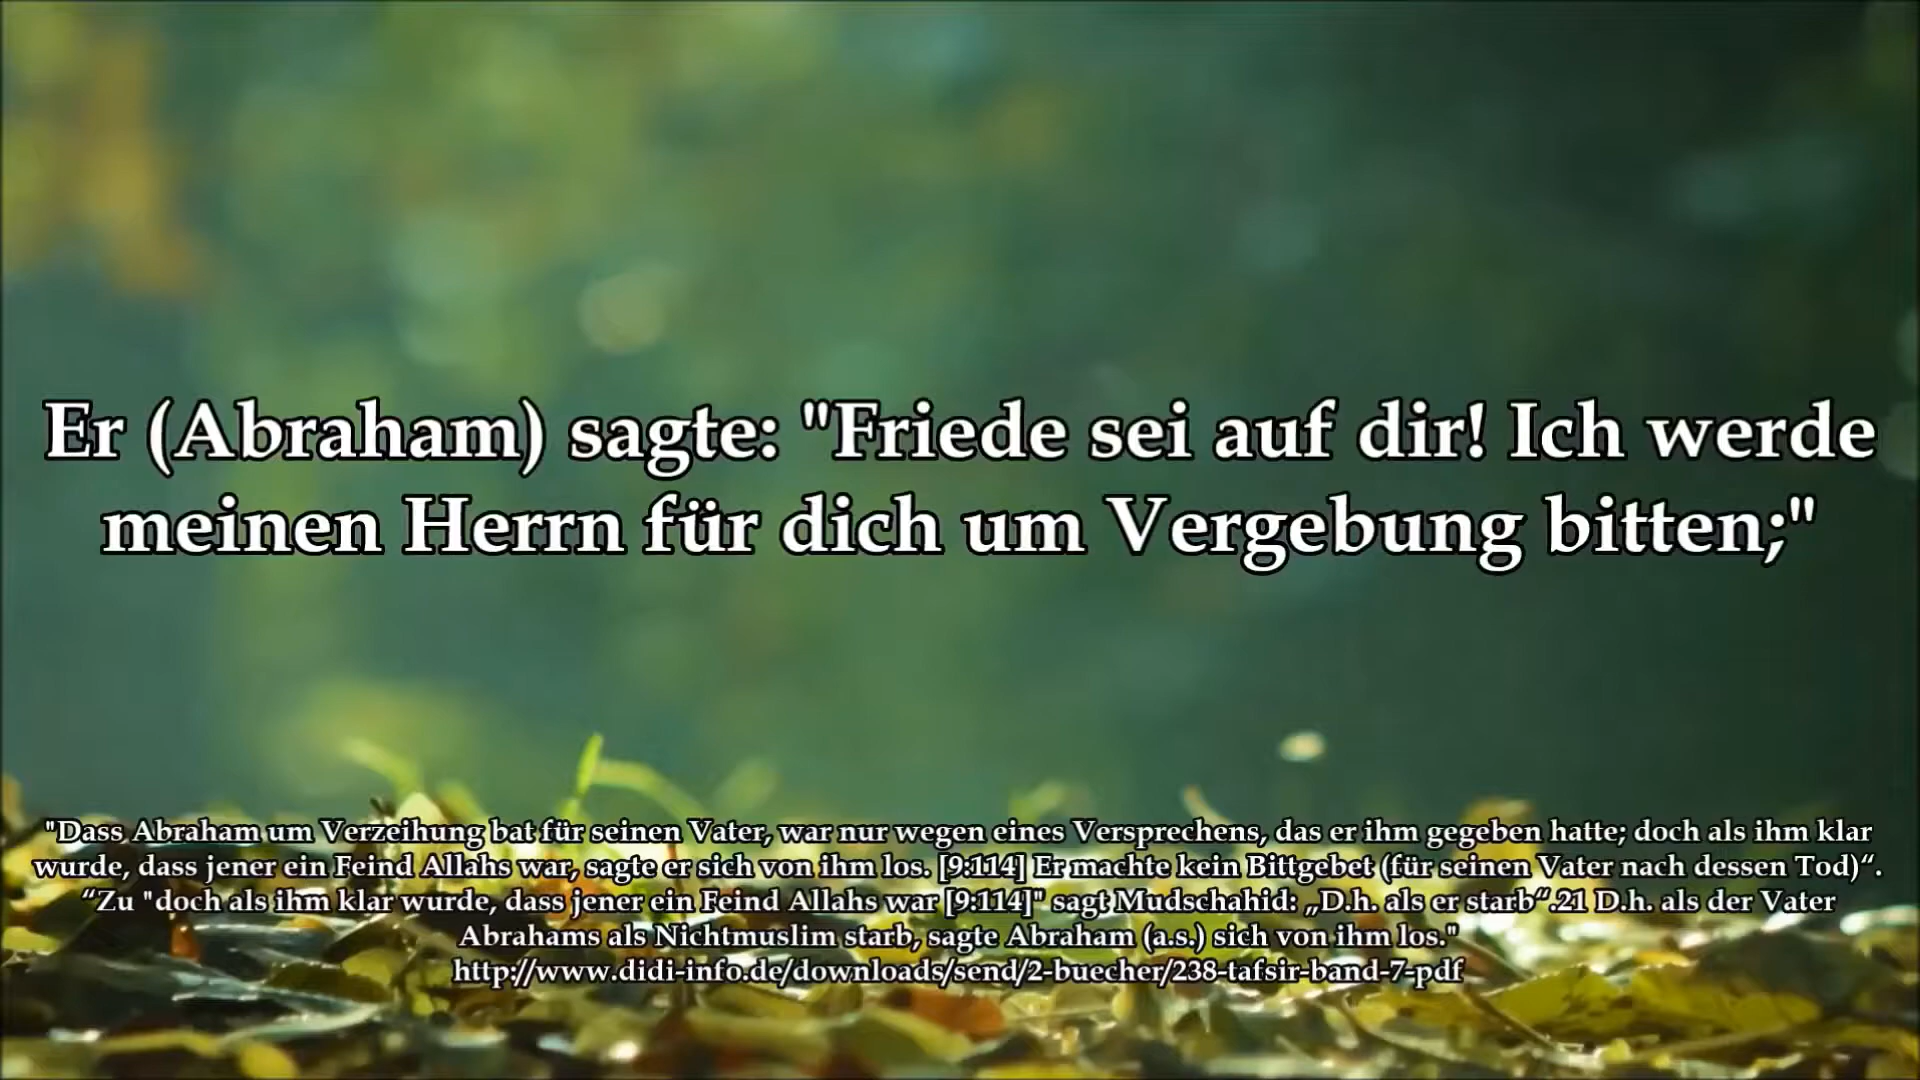 Er (Abraham) sagte: "Friede sei auf dir! Ich werde
meinen Herrn für dich um Vergebung bitten;"
"Dass Abraham um Verzeihung bat für seinen Vater, war nur wegen eines Versprechens, das er ihm gegeben hatte; doch als ihm klar
wurde, dass jener ein Feind Allahs war, sagte er sich von ihm los. [9:114] Er machte kein Bittgebet (für seinen Vater nach dessen Tod)“.
“Zu "doch als ihm klar wurde, dass jener ein Feind Allahs war [9:114]" sagt Mudschahid: „D.h. als er starb“.21 D.h. als der Vater
Abrahams als Nichtmuslim starb, sagte Abraham (a.s.) sich von ihm los."
http://www.didi-info.de/downloads/send/2-buecher/238-tafsir-band-7-pdf